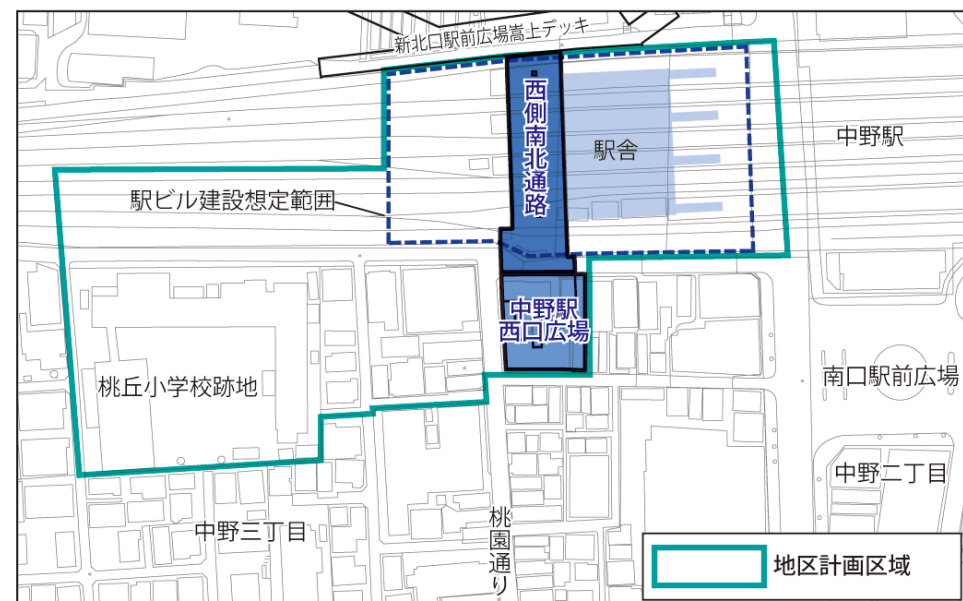 新北口駅前広場嵩上デッキ
西側南北通路
駅舎
中野駅
駅ビル建設想定範囲
中野駅
西口広場
桃丘小学校跡地
南口駅前広場
中野二丁目
中野三丁目
桃園通り
地区計画区域